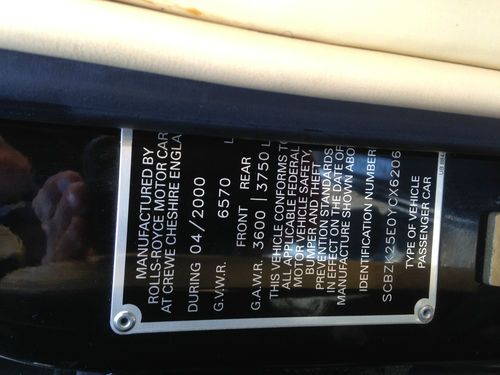 MANUFACTURED BY
ROLLS-ROYCE MOTOR CAR
AT CREWE CHESHIRE ENGLA
DURING 04/2000
G.V.W.R. 6570 L
FRONT REAR
G.A.W.R. 3600 | 3750 L
THIS VEHICLE CONFORMS TO
ALL APPLICABLE FEDERAL
MOTOR VEHICLE SAFETY,
BUMPER AND THEFT
PREVENTION STANDARDS
IN EFFECT ON THE DATE OF
MANUFACTURE SHOWN ABOV
IDENTIFICATION NUMBER
TYPE OF VEHICLE
PASSENGER CAR